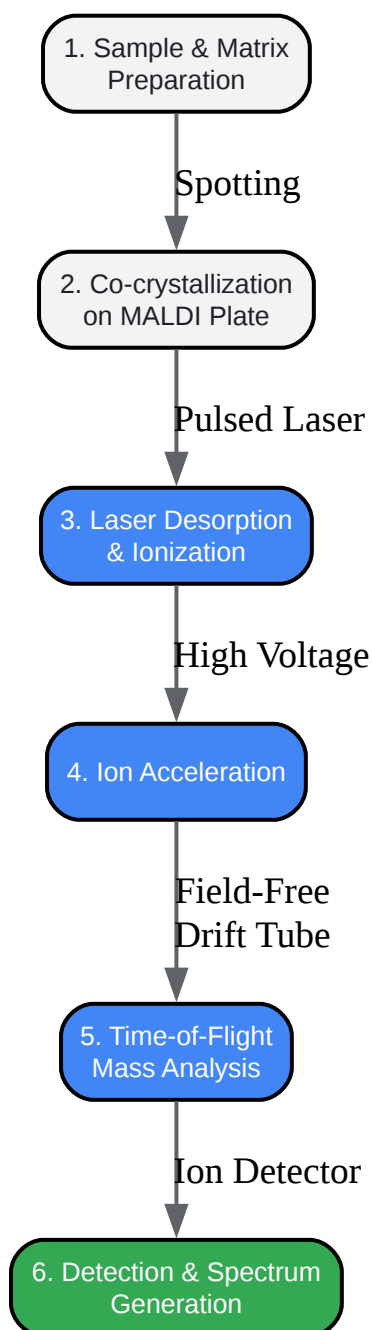 1. Sample & Matrix
Preparation
Spotting
2. Co-crystallization
on MALDI Plate
Pulsed Laser
3. Laser Desorption
& Ionization
High Voltage
4. Ion Acceleration
Field-Free
Drift Tube
5. Time-of-Flight
Mass Analysis
Ion Detector
6. Detection & Spectrum
Generation